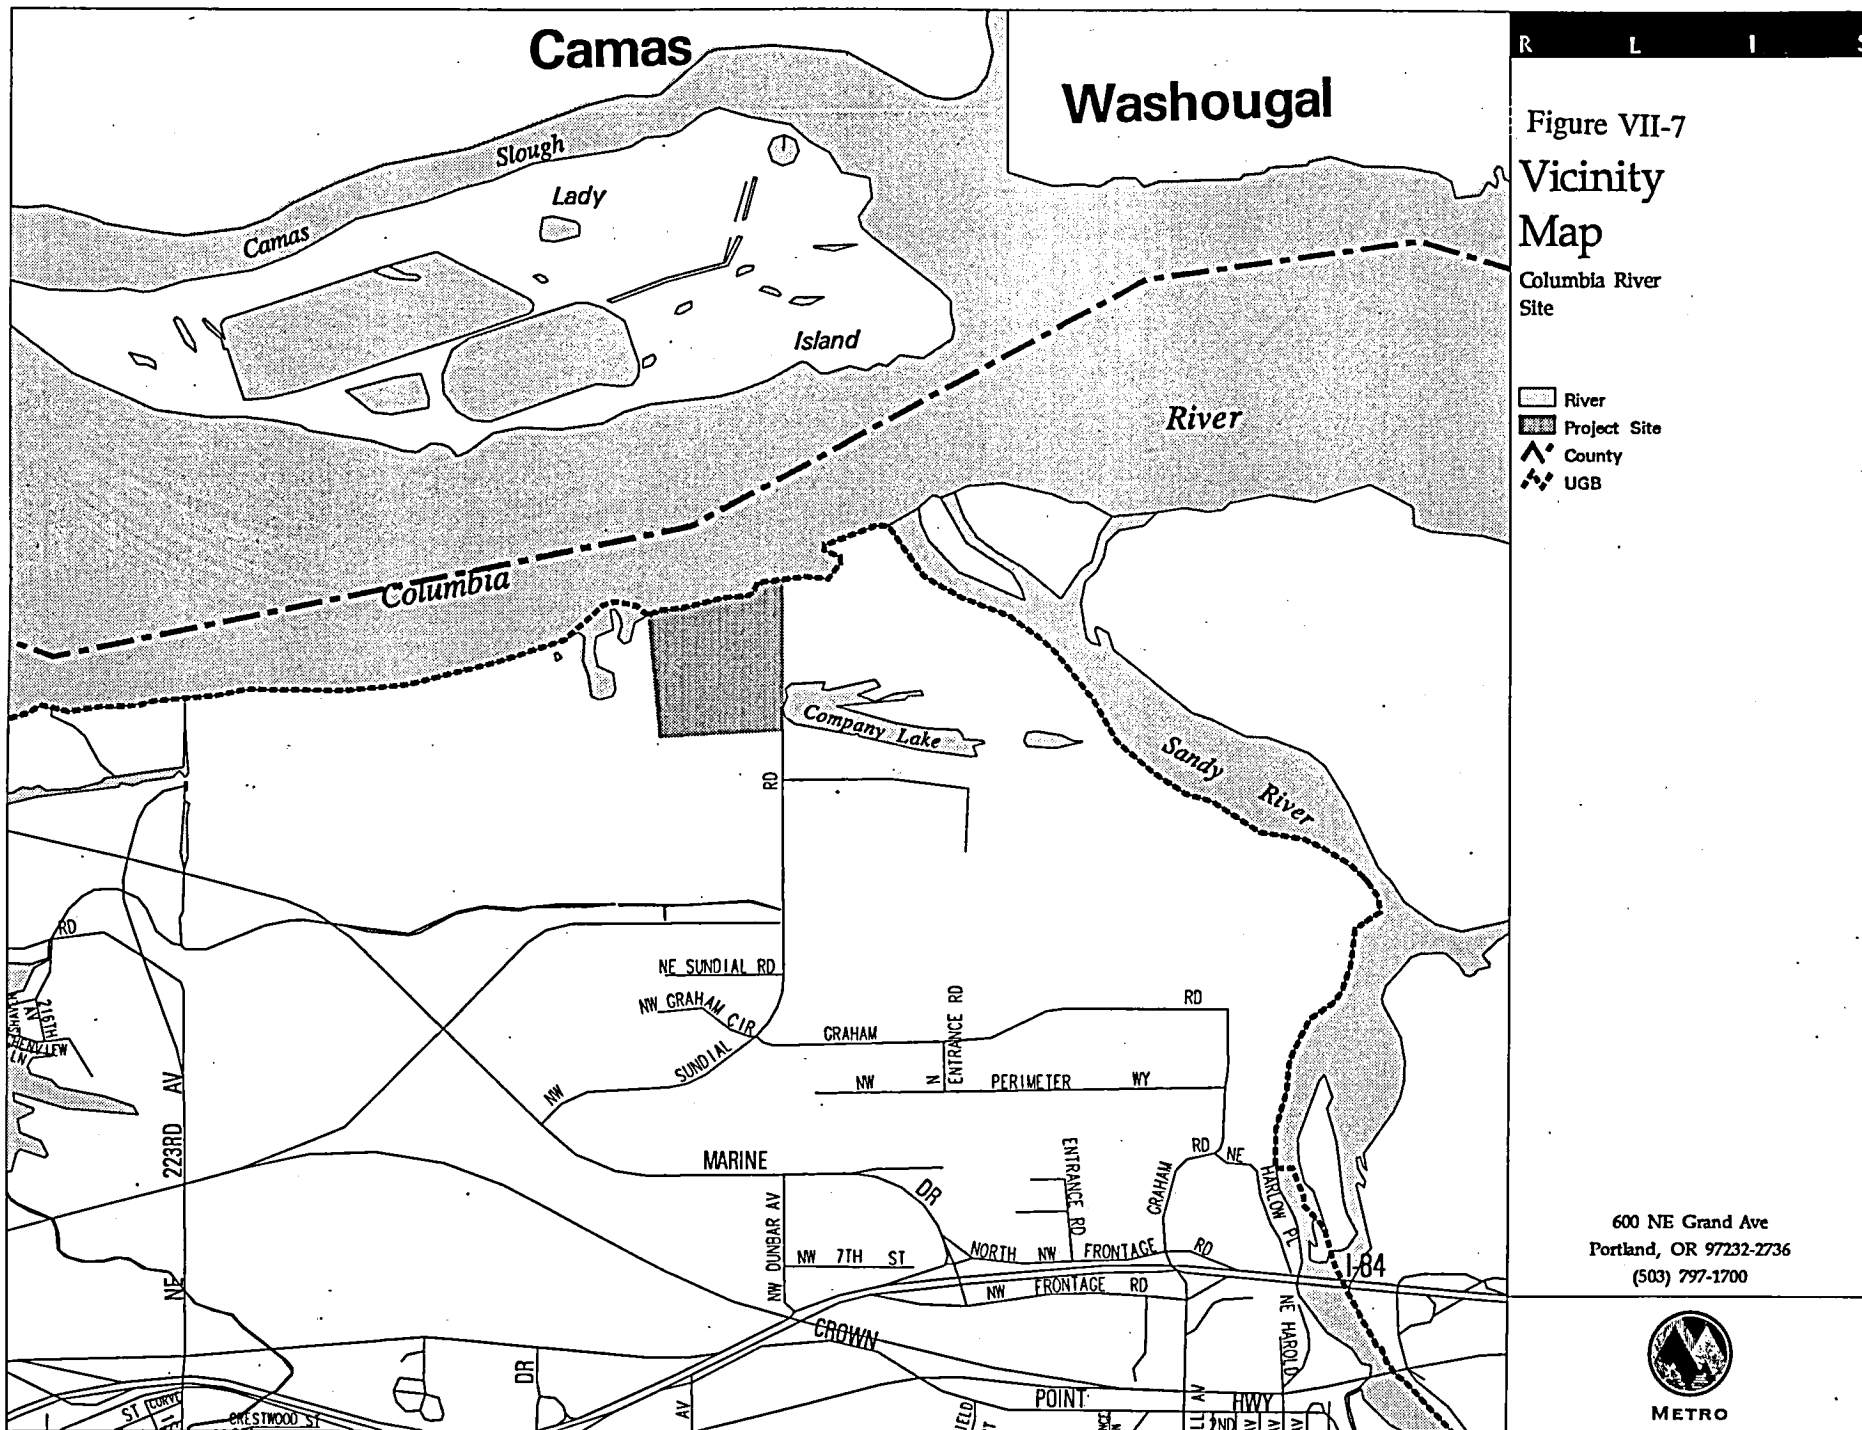 Camas
Washougal
Slough
Camas
Lady
Island
River
Columbia
Company Lake
Sandy
River
RD
RD
NE SUNDIAL RD
NW GRAHAM CIR
GRAHAM
RD
ENTRANCE RD
N
SUNDIAL
NW
NW
PERIMETER
WY
216TH
AV
LN
AV
223RD
NE
MARINE
DR
NW DUNBAR AV
NW 7TH ST
ENTRANCE RD
GRAHAM
RD
NE
HARLOW PL
NORTH NW FRONTAGE RD
NW FRONTAGE RD
I-84
NE HAROLD
CROWN
POINT
HWY
DR
AV
ST
CRESTWOOD ST
AV
2ND
AV
R L I S
Figure VII-7
Vicinity
Map
Columbia River
Site
River
Project Site
County
UGB
600 NE Grand Ave
Portland, OR 97232-2736
(503) 797-1700
METRO